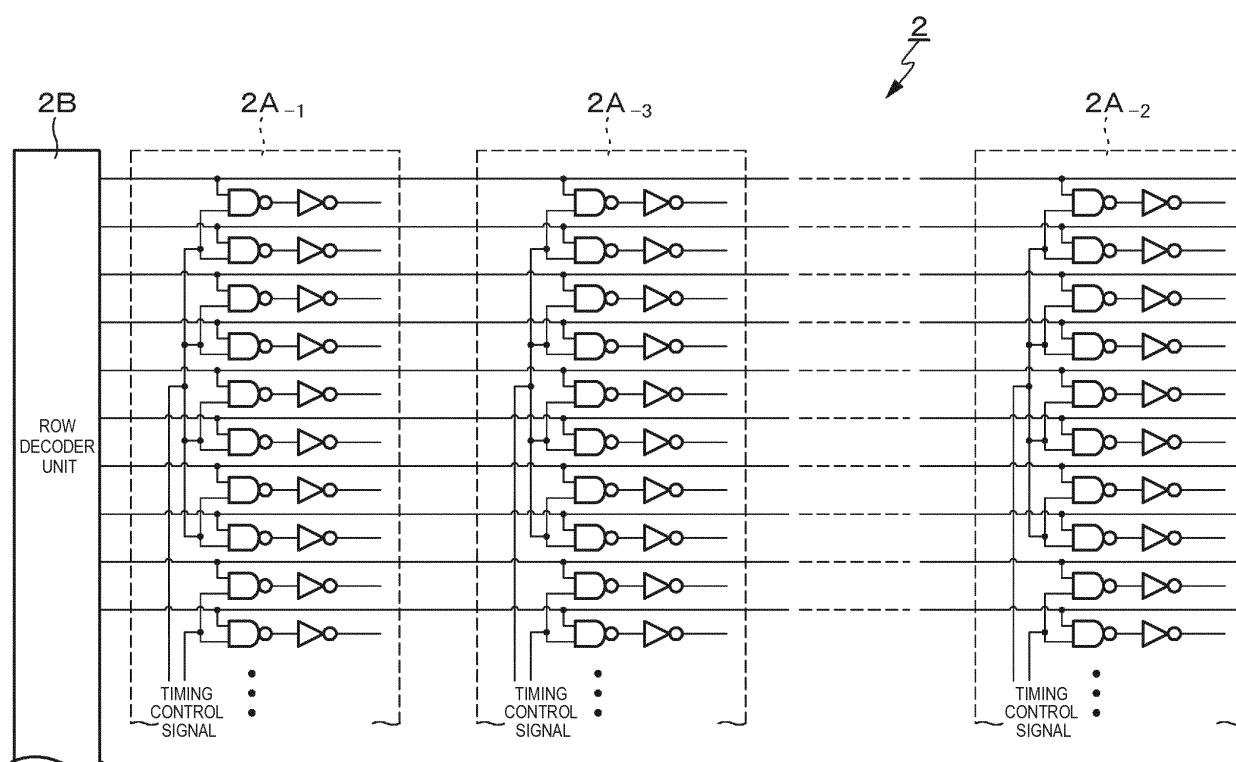 2
2B
2A-1
2A-3
2A-2
ROW
DECODER
UNIT
TIMING
CONTROL
SIGNAL
TIMING
CONTROL
SIGNAL
TIMING
CONTROL
SIGNAL